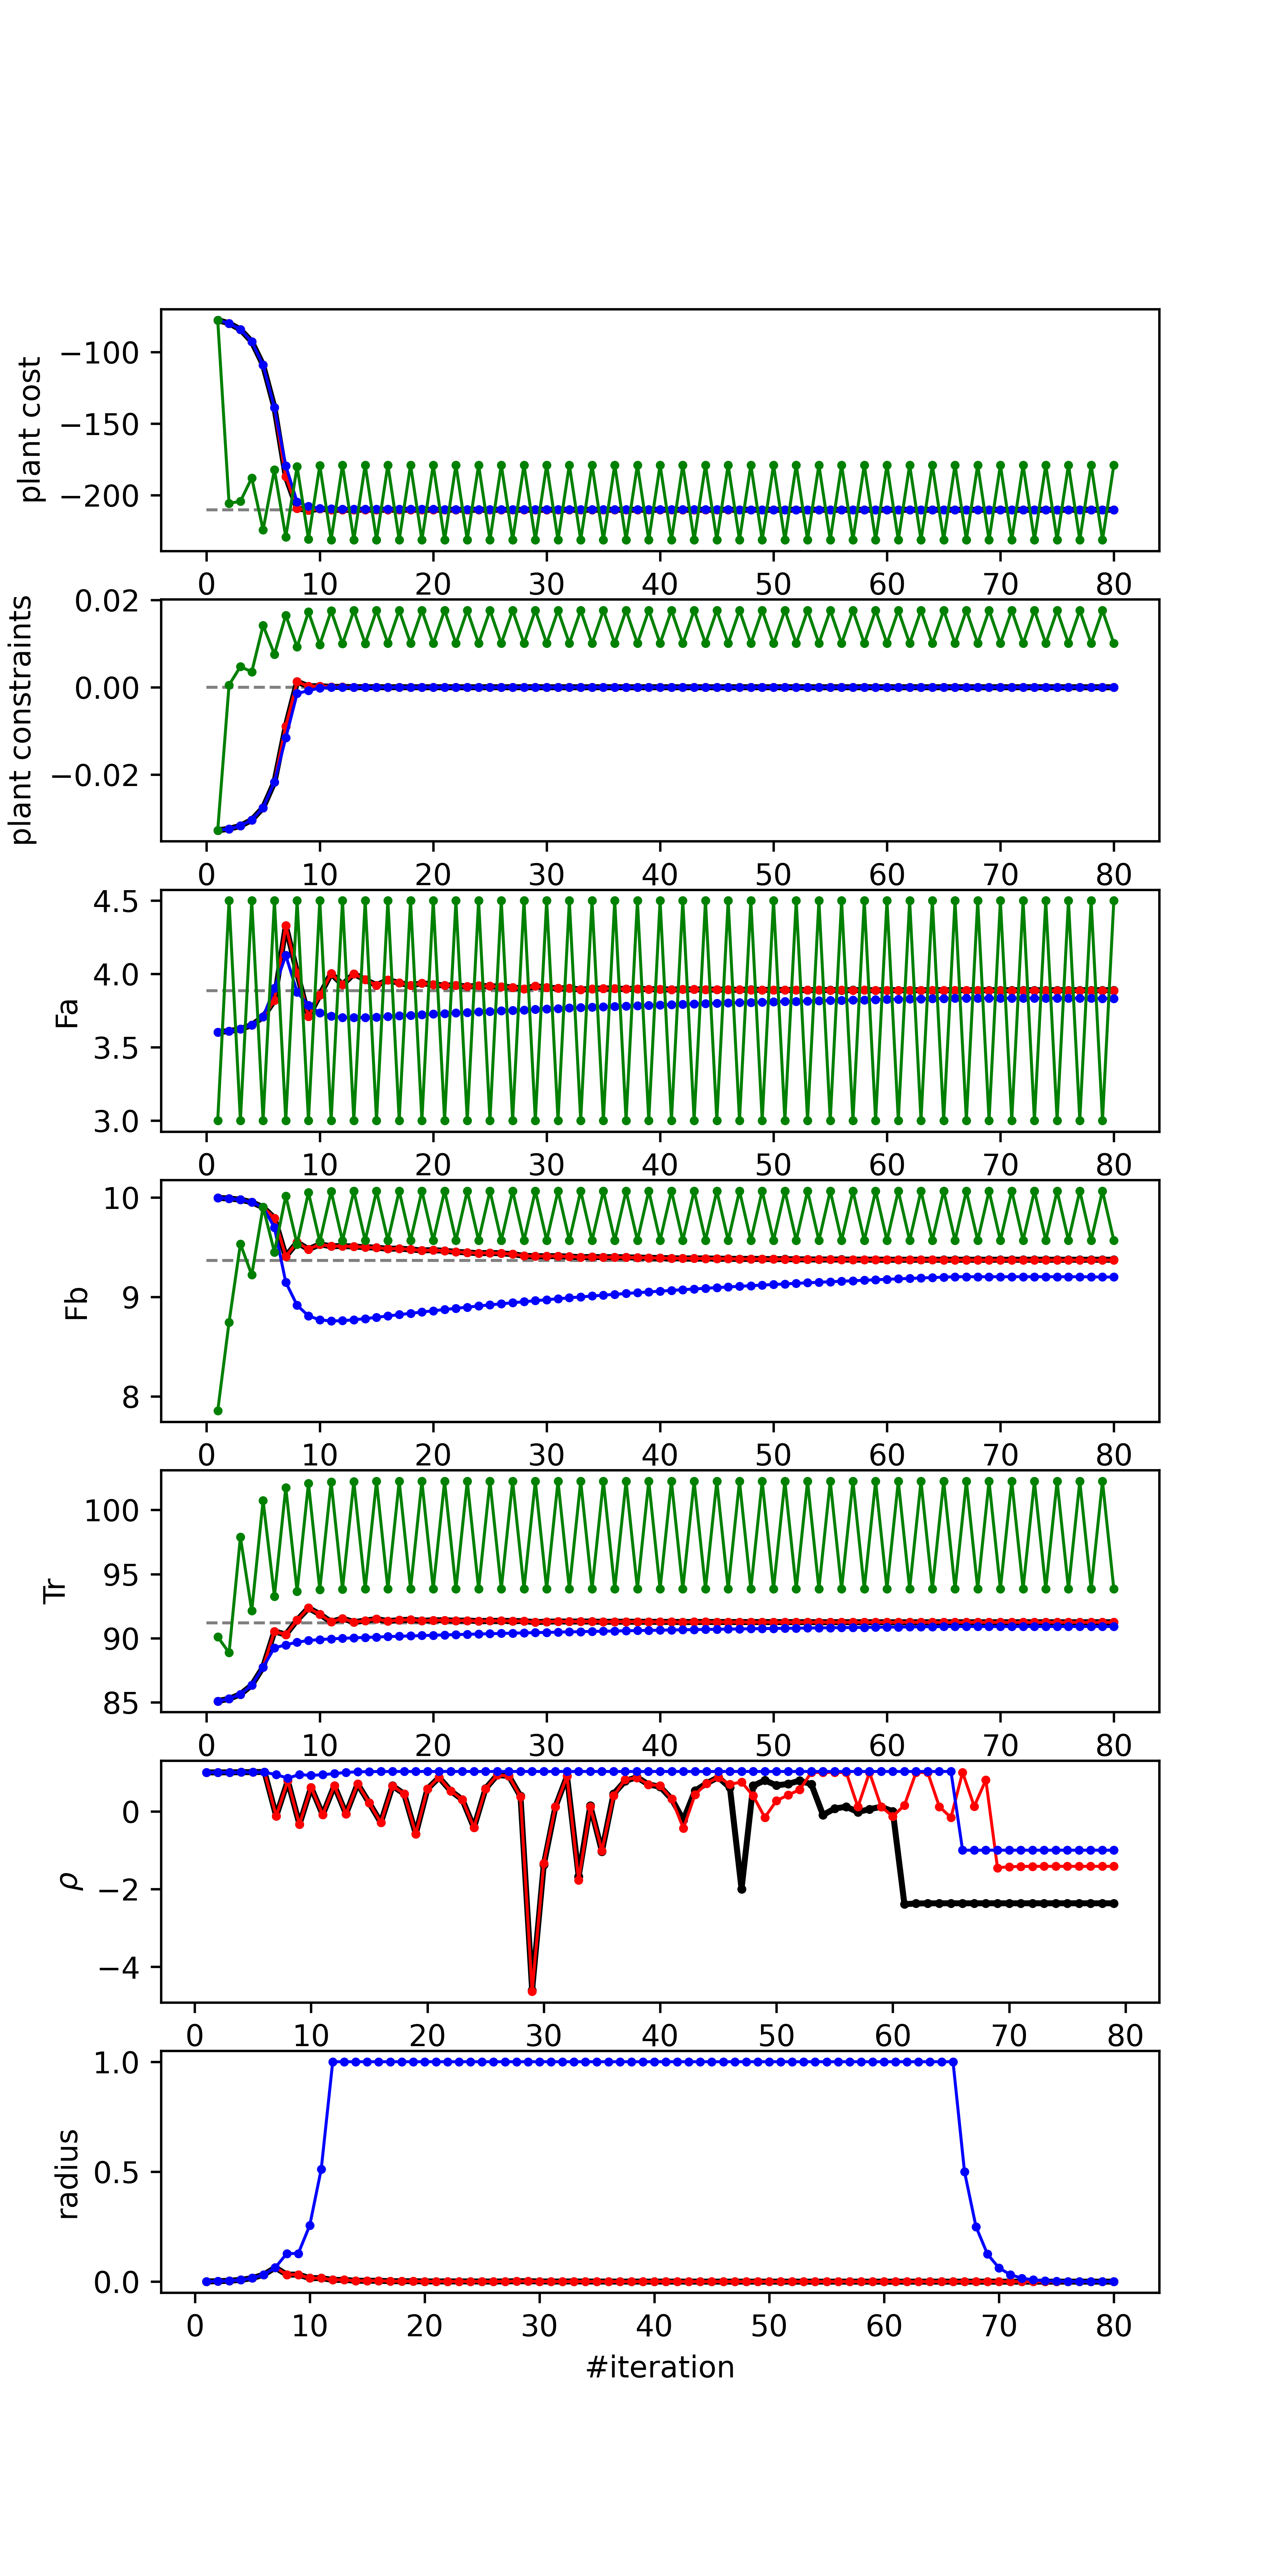 plant cost
−100
−150
−200
0 10 20 30 40 50 60 70 80
plant constraints
0.02
0.00
−0.02
0 10 20 30 40 50 60 70 80
Fa
4.5
4.0
3.5
3.0
0 10 20 30 40 50 60 70 80
Fb
10
9
8
0 10 20 30 40 50 60 70 80
Tr
100
95
90
85
0 10 20 30 40 50 60 70 80
ρ
0
−2
−4
0 10 20 30 40 50 60 70 80
radius
1.0
0.5
0.0
0 10 20 30 40 50 60 70 80
#iteration